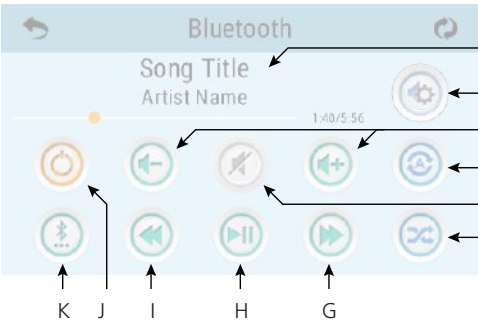 Bluetooth
Song Title
Artist Name
1:40/5:56
A
K J I H G